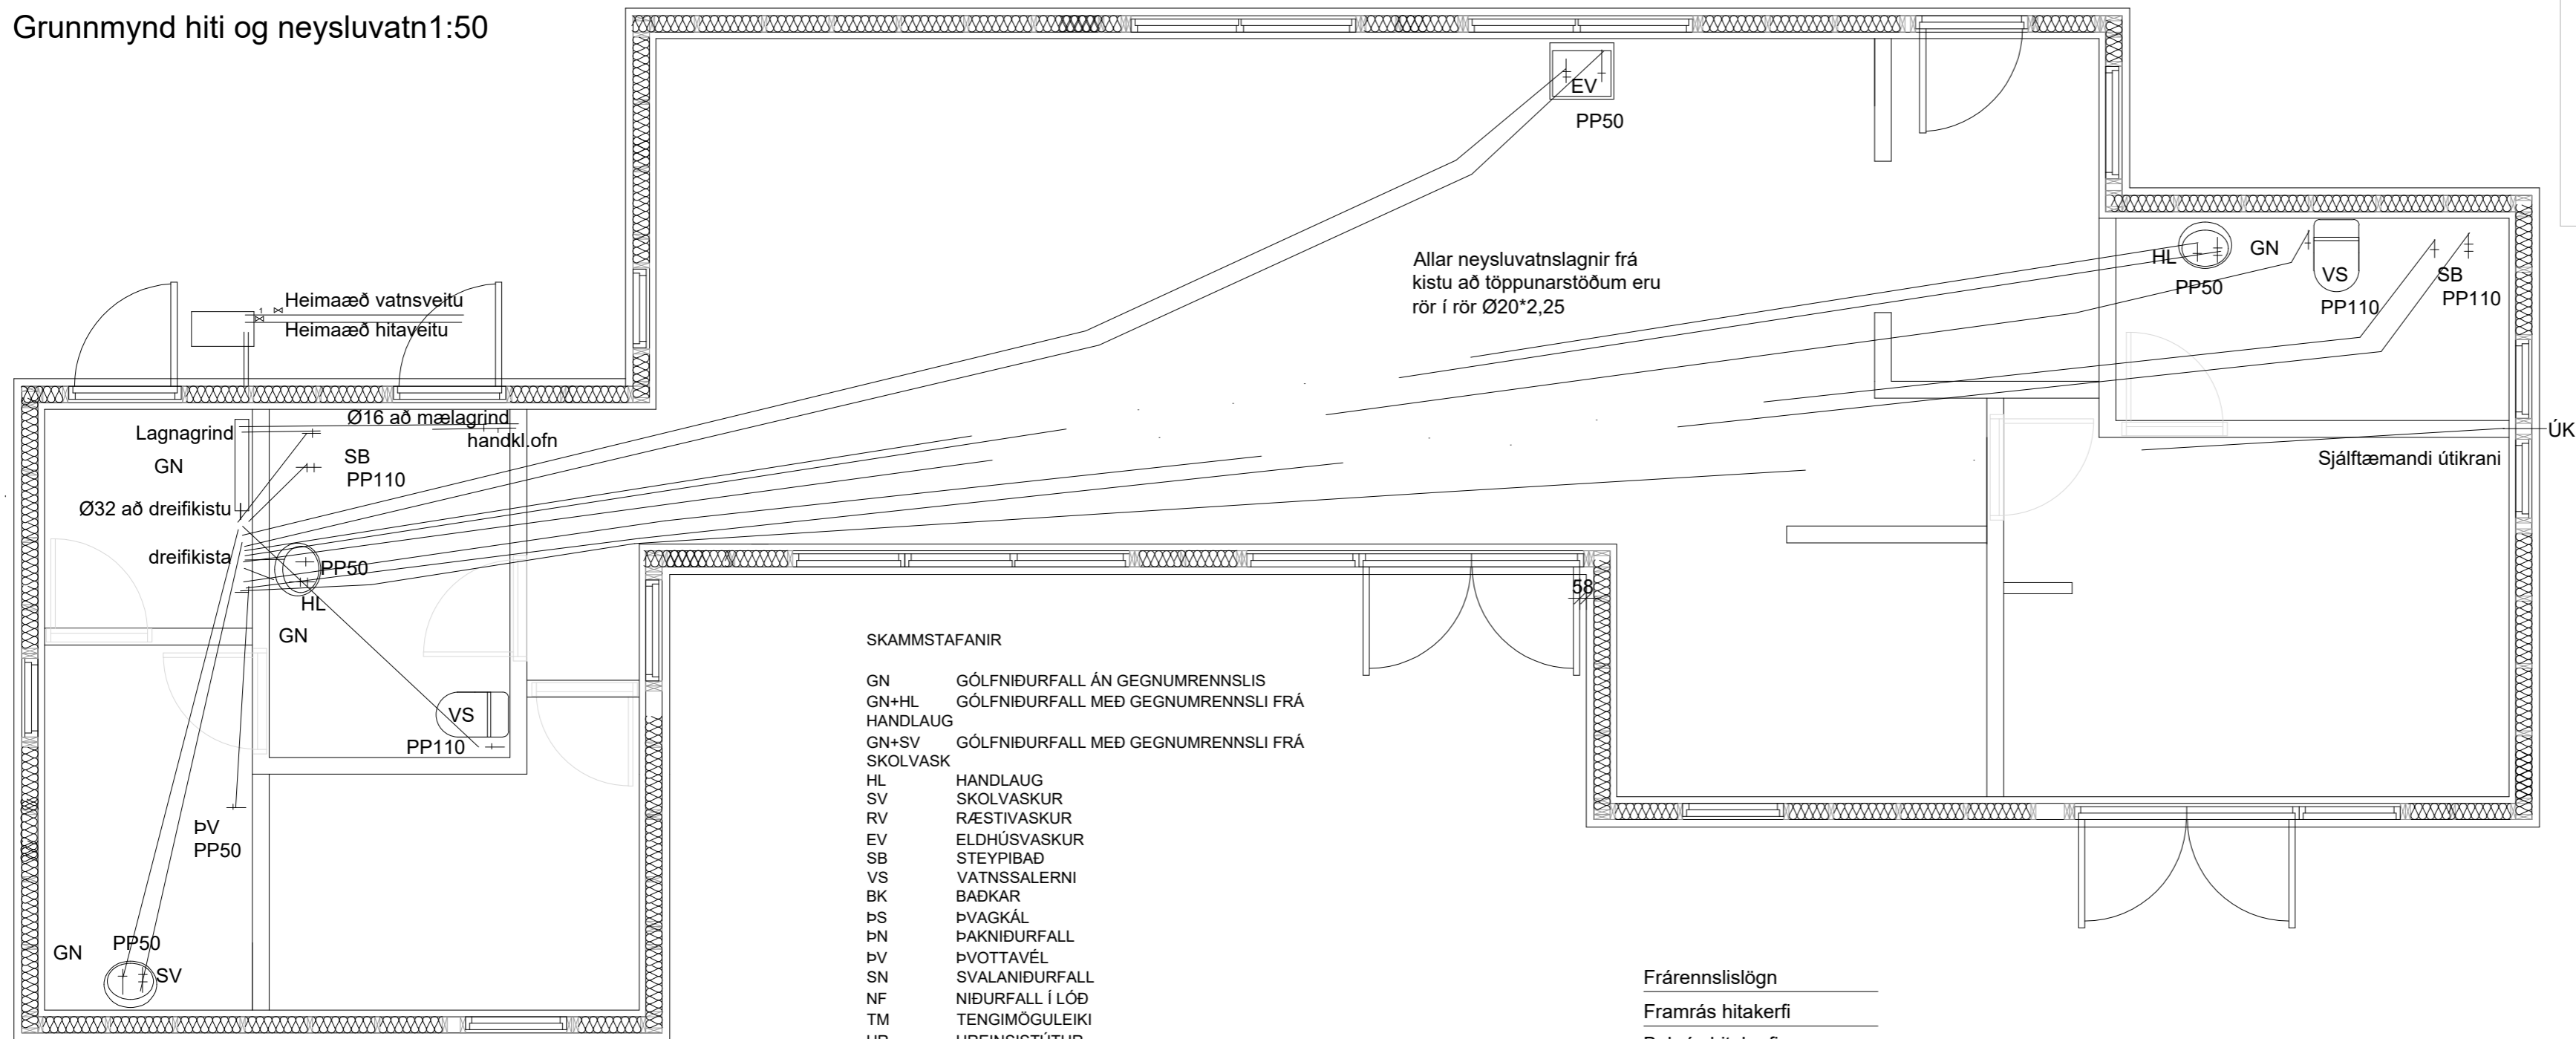 Grunnmynd hiti og neysluvatn1:50
EV
PP50
Allar neysluvatnslagnir frá
kistu að töppunarstöðum eru
rör í rör Ø20*2,25
HL
PP50
GN
VS
PP110
SB
PP110
1
Heimaæð vatnsveitu
Heimaæð hitaveitu
Ø16 að mælagrind
handkl.ofn
Lagnagrind
GN
SB
PP110
Ø32 að dreifikistu
dreifikista
PP50
HL
GN
ÚK
Sjálftæmandi útikrani
58
VS
PP110
ÞV
PP50
GN
PP50
SV
SKAMMSTAFANIR
GN GÓLFNIÐURFALL ÁN GEGNUMRENNSLIS
GN+HL GÓLFNIÐURFALL MEÐ GEGNUMRENNSLI FRÁ
HANDLAUG
GN+SV GÓLFNIÐURFALL MEÐ GEGNUMRENNSLI FRÁ
SKOLVASK
HL HANDLAUG
SV SKOLVASKUR
RV RÆSTIVASKUR
EV ELDHÚSVASKUR
SB STEYPIBAÐ
VS VATNSSALERNI
BK BAÐKAR
ÞS ÞVAGKÁL
ÞN ÞAKNIÐURFALL
ÞV ÞVOTTAVÉL
SN SVALANIÐURFALL
NF NIÐURFALL Í LÓÐ
TM TENGIMÖGULEIKI
Frárennslislögn
Framrás hitakerfi